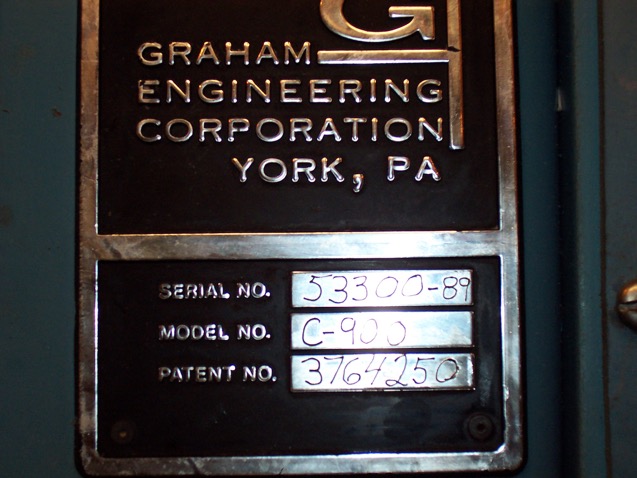 G
GRAHAM
ENGINEERING
CORPORATION
YORK, PA
SERIAL NO. 53300-89
MODEL NO. C-900
PATENT NO. 3764250